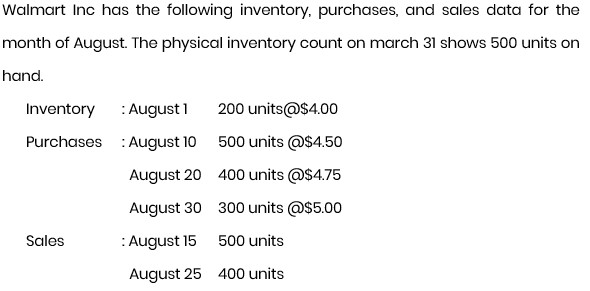 Walmart Inc has the following inventory, purchases, and sales data for the
month of August. The physical inventory count on march 31 shows 500 units on
hand.
Inventory : August 1 200 units@$4.00
Purchases : August 10 500 units @$4.50
August 20 400 units @$4.75
August 30 300 units @$5.00
Sales : August 15 500 units
August 25 400 units